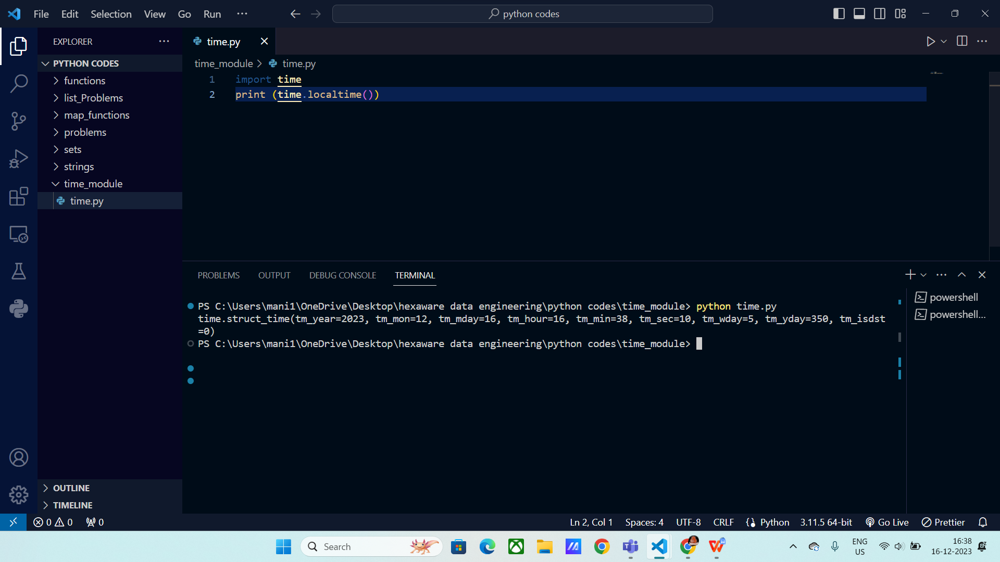 File Edit Selection View Go Run ···
python codes
EXPLORER
PYTHON CODES
functions
list_Problems
map_functions
problems
sets
strings
time_module
time.py
OUTLINE
TIMELINE
time.py
time_module > time.py
1 import time
2 print (time.localtime())
PROBLEMS OUTPUT DEBUG CONSOLE TERMINAL
PS C:\Users\mani1\OneDrive\Desktop\hexaware data engineering\python codes\time_module> python time.py
time.struct_time(tm_year=2023, tm_mon=12, tm_mday=16, tm_hour=16, tm_min=38, tm_sec=10, tm_wday=5, tm_yday=350, tm_isdst
=0)
PS C:\Users\mani1\OneDrive\Desktop\hexaware data engineering\python codes\time_module>
powershell
powershell...
0 0 0
Ln 2, Col 1 Spaces: 4 UTF-8 CRLF Python 3.11.5 64-bit Go Live Prettier
Search
ENG
US
16:38
16-12-2023